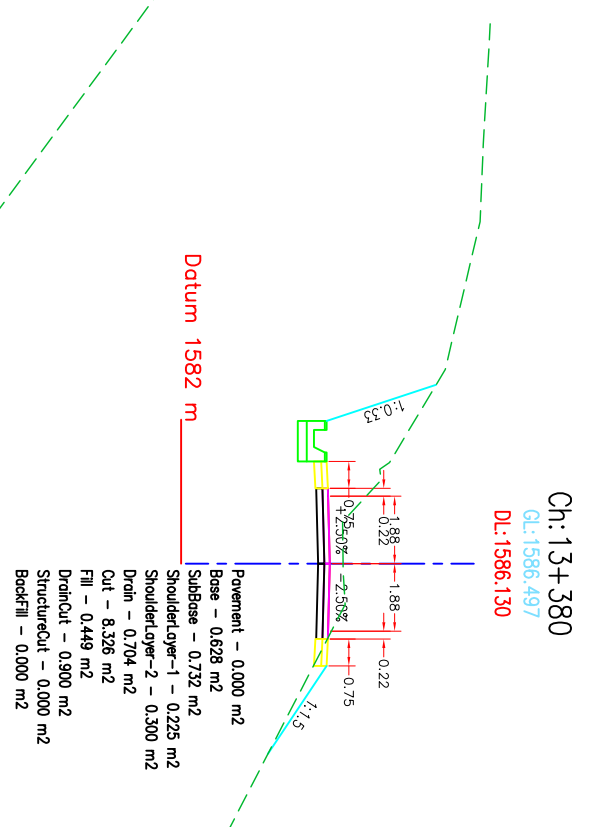 Ch:13+380
GL:1586.497
DL:1586.130
1:0.33
0.75
0.22
1.88
+2.50%
-2.50%
1.88
0.22
0.75
1:1.5
Datum 1582 m
Pavement - 0.000 m2
Base - 0.628 m2
SubBase - 0.732 m2
ShoulderLayer-1 - 0.225 m2
ShoulderLayer-2 - 0.300 m2
Drain - 0.704 m2
Cut - 8.326 m2
Fill - 0.449 m2
DrainCut - 0.900 m2
StructureCut - 0.000 m2
BackFill - 0.000 m2